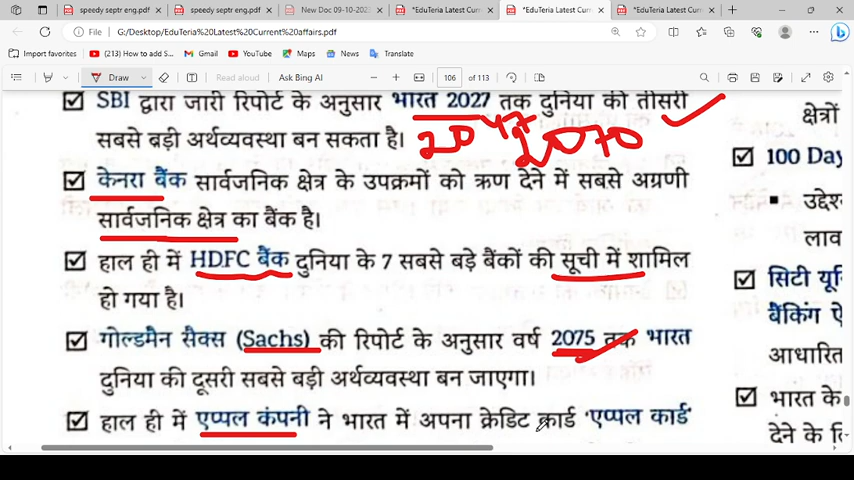 speedy septr eng.pdf
speedy septr eng.pdf
New Doc 09-10-202
*EduTeria Latest Curre
*EduTeria Latest Curr
*EduTeria Latest Curre
File
G:/Desktop/EduTeria%20Latest%20Current%20affairs.pdf
Import favorites
(213) How to add S...
Gmail
YouTube
Maps
News
Translate
Draw
Read aloud
Ask Bing AI
106
of 113
SBI द्वारा जारी रिपोर्ट के अनुसार भारत 2027 तक दुनिया की तीसरी
सबसे बड़ी अर्थव्यवस्था बन सकता है।
2047
2070
केनरा बैंक सार्वजनिक क्षेत्र के उपक्रमों को ऋण देने में सबसे अग्रणी
सार्वजनिक क्षेत्र का बैंक है।
हाल ही में HDFC बैंक दुनिया के 7 सबसे बड़े बैंकों की सूची में शामिल
हो गया है।
गोल्डमैन सैक्स (Sachs) की रिपोर्ट के अनुसार वर्ष 2075 तक भारत
दुनिया की दूसरी सबसे बड़ी अर्थव्यवस्था बन जाएगा।
हाल ही में एप्पल कंपनी ने भारत में अपना क्रेडिट कार्ड 'एप्पल कार्ड'
क्षेत्रों
100 Day
उद्देश
लाव
सिटी यूनि
बैंकिंग ऐ
आधारित
भारत के
देने के लि